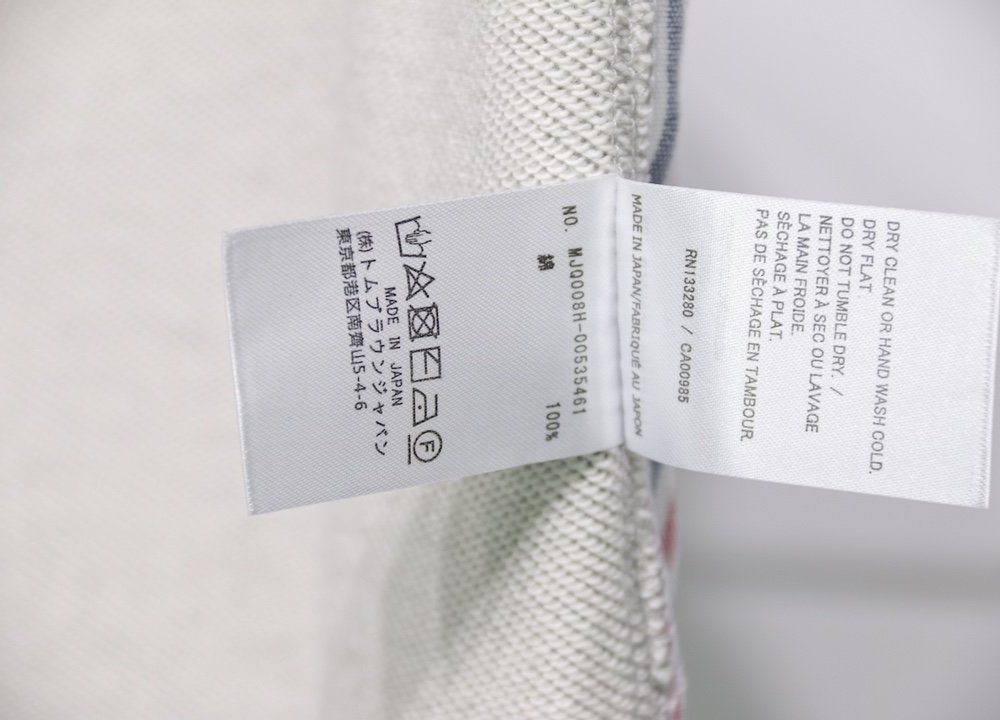 NO. MJQ008H-00535461
綿 100%
MADE IN JAPAN
(株)トムブラウンジャパン
東京都港区南青山5-4-6
DRY CLEAN OR HAND WASH COLD.
DRY FLAT
DO NOT TUMBLE DRY. /
NETTOYER À SEC OU LAVAGE
LA MAIN FROIDE.
SÈCHAGE À PLAT.
PAS DE SÈCHAGE EN TAMBOUR.
RN133280 / CA00985
MADE IN JAPAN/FABRIQUÉ AU JAPON